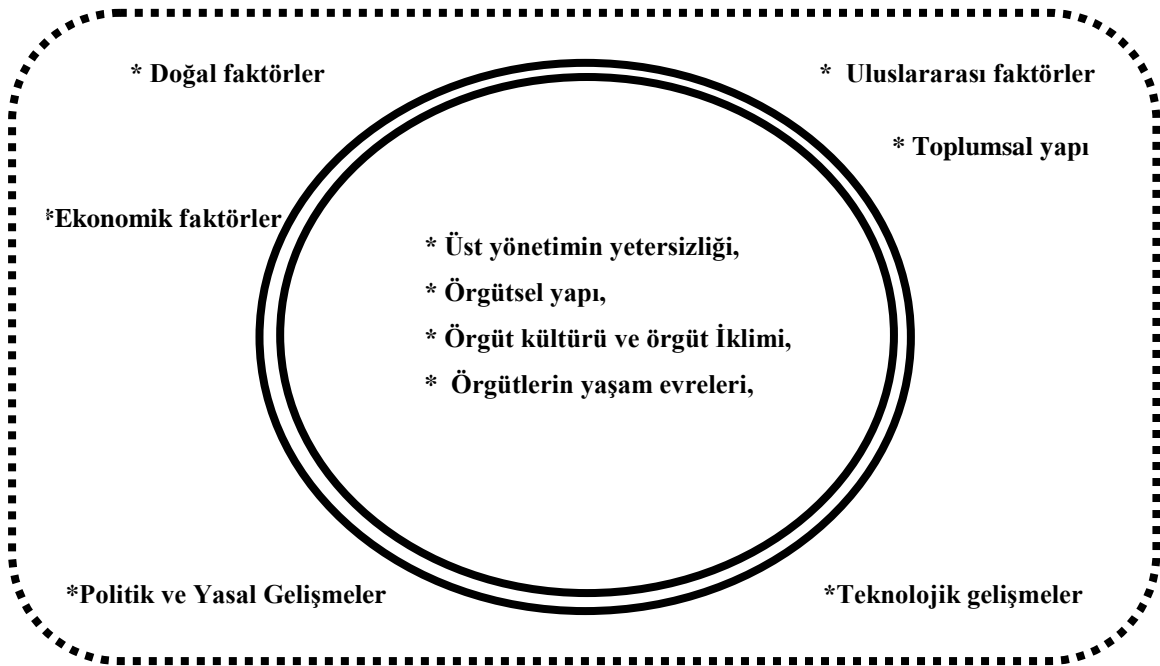 * Doğal faktörler
* Uluslararası faktörler
* Toplumsal yapı
*Ekonomik faktörler
* Üst yönetimin yetersizliği,
* Örgütsel yapı,
* Örgüt kültürü ve örgüt İklimi,
* Örgütlerin yaşam evreleri,
*Politik ve Yasal Gelişmeler
*Teknolojik gelişmeler